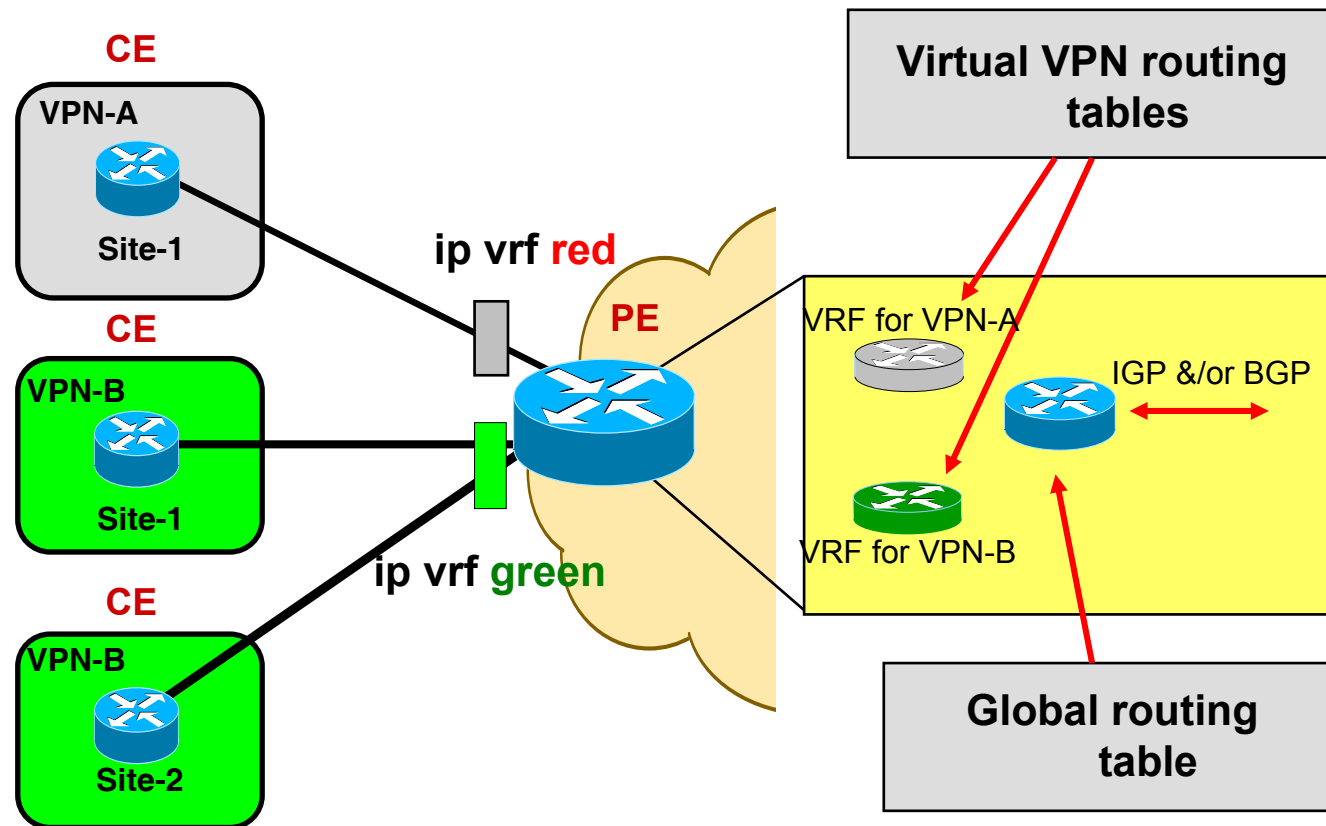 CE
VPN-A
Site-1
CE
VPN-B
Site-1
CE
VPN-B
Site-2
ip vrf red
PE
ip vrf green
Virtual VPN routing
tables
VRF for VPN-A
IGP &/or BGP
VRF for VPN-B
Global routing
table